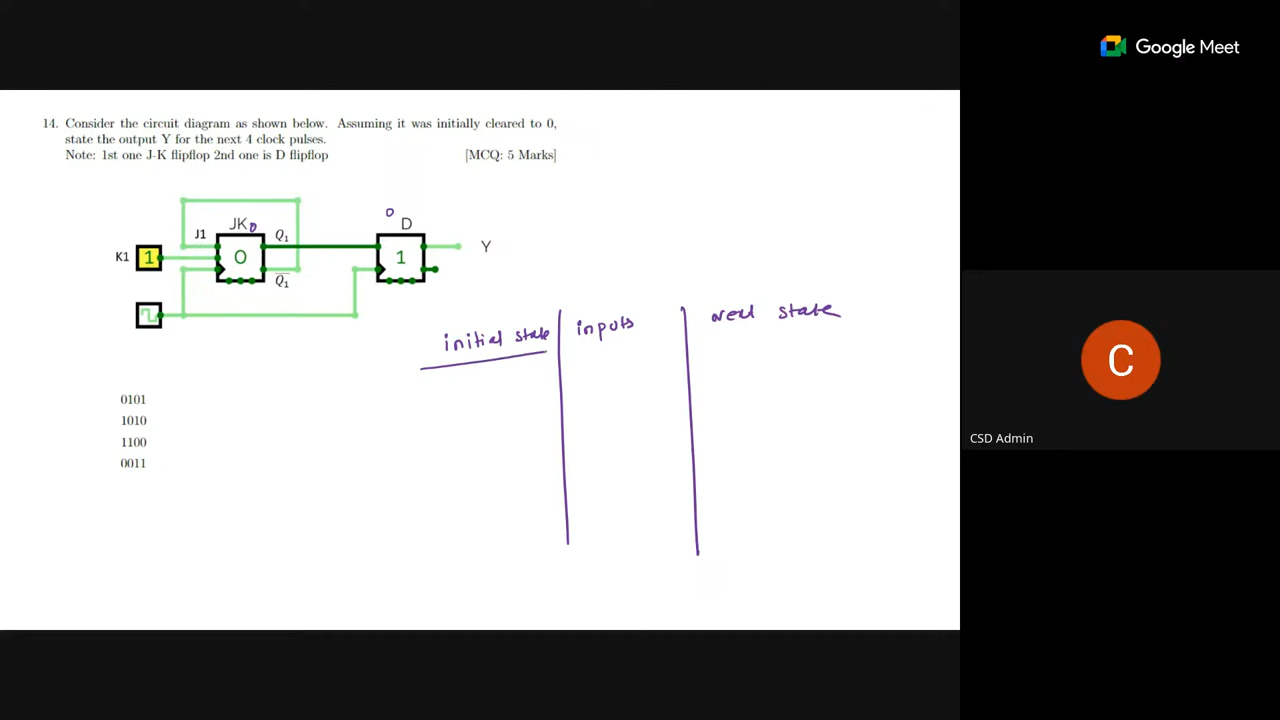 Google Meet
14. Consider the circuit diagram as shown below. Assuming it was initially cleared to 0,
state the output Y for the next 4 clock pulses.
Note: 1st one J-K flipflop 2nd one is D flipflop [MCQ: 5 Marks]
0
JK 0 D
J1 Q1 Y
K1 1 0 1
Q̅1
initial state inputs next state
0101
1010
1100
0011
C
CSD Admin